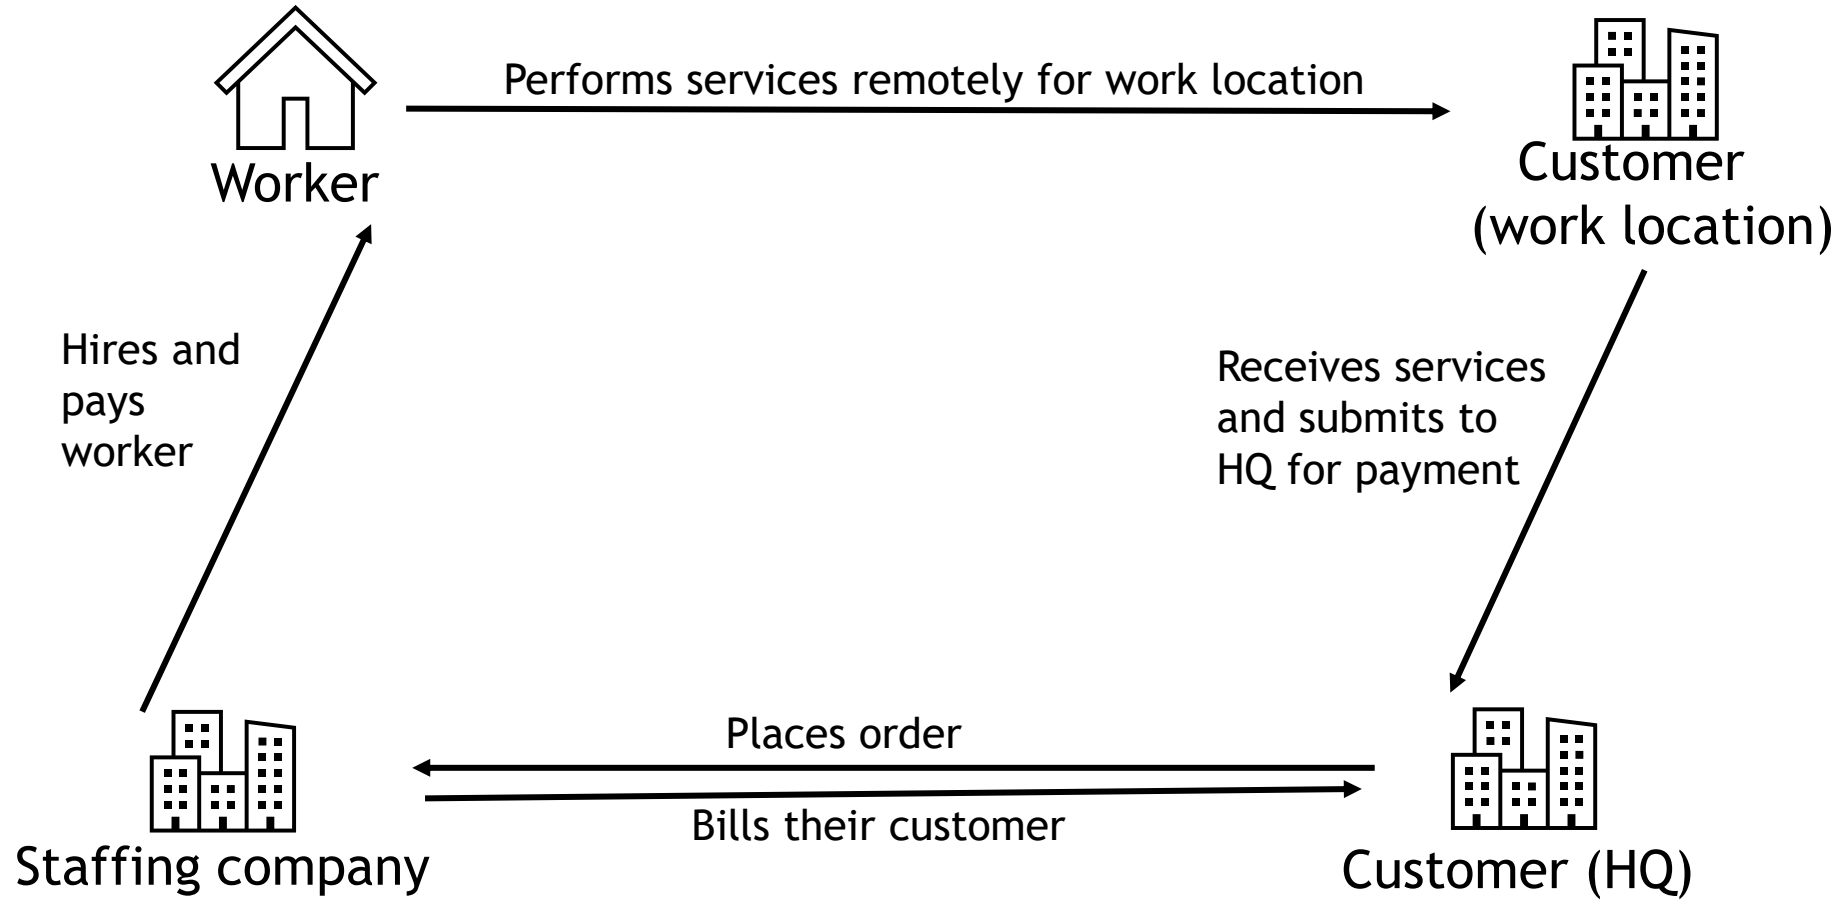 Performs services remotely for work location
Worker
Customer
(work location)
Hires and
pays
worker
Receives services
and submits to
HQ for payment
Places order
Bills their customer
Staffing company
Customer (HQ)